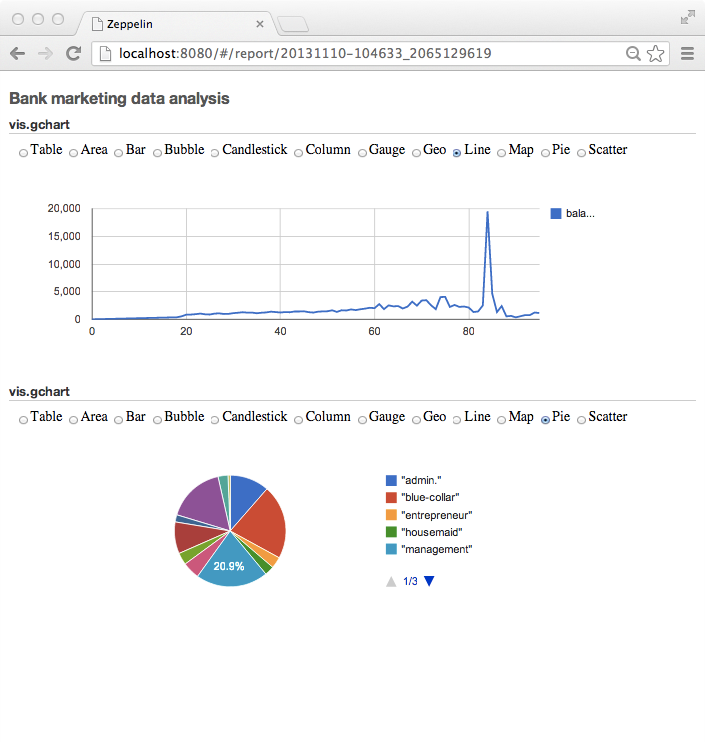 Zeppelin
localhost:8080/#/report/20131110-104633_2065129619
Bank marketing data analysis
vis.gchart
Table Area Bar Bubble Candlestick Column Gauge Geo Line Map Pie Scatter
20,000
15,000
10,000
5,000
0
0 20 40 60 80
bala...
vis.gchart
Table Area Bar Bubble Candlestick Column Gauge Geo Line Map Pie Scatter
20.9%
"admin."
"blue-collar"
"entrepreneur"
"housemaid"
"management"
1/3